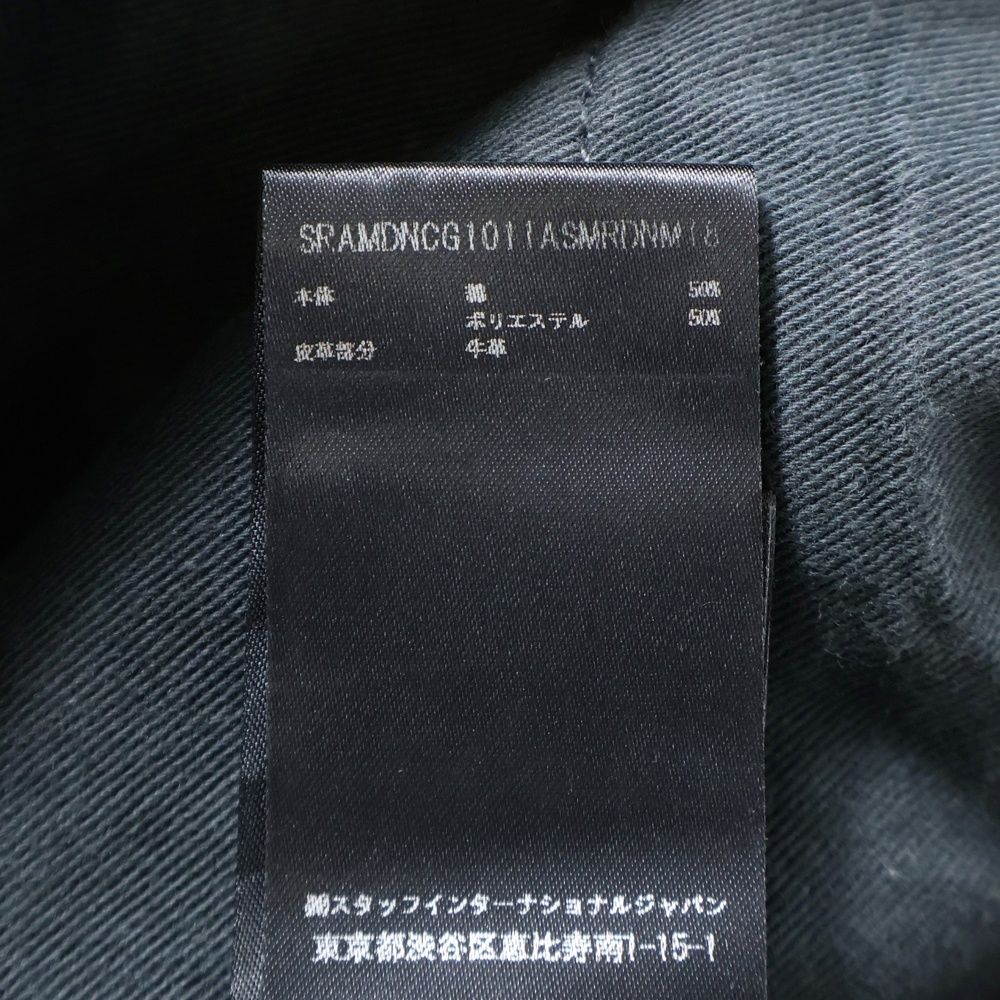 SRAMDNCG1011ASMRDNM18
本体 綿 50%
ポリエステル 50%
皮革部分 牛革
㈱スタッフインターナショナルジャパン
東京都渋谷区恵比寿南1-15-1